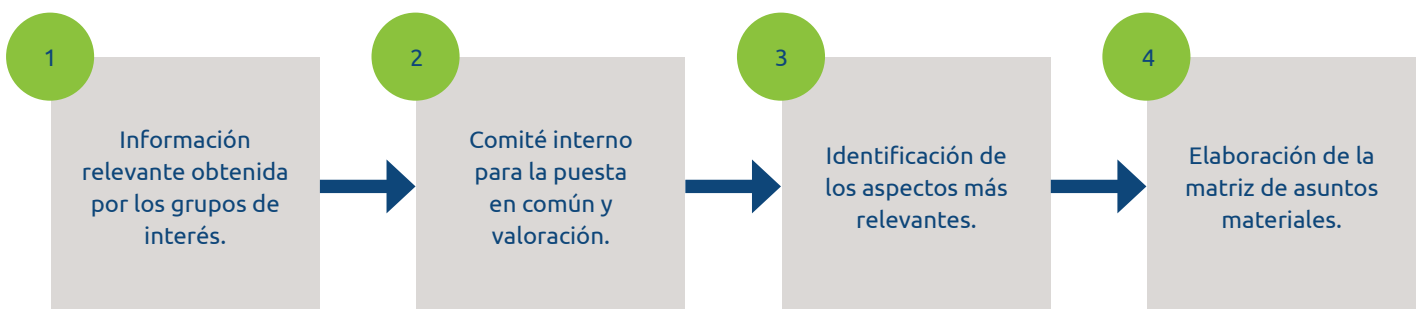 1
Información
relevante obtenida
por los grupos de
interés.
2
Comité interno
para la puesta
en común y
valoración.
3
Identificación de
los aspectos más
relevantes.
4
Elaboración de la
matriz de asuntos
materiales.